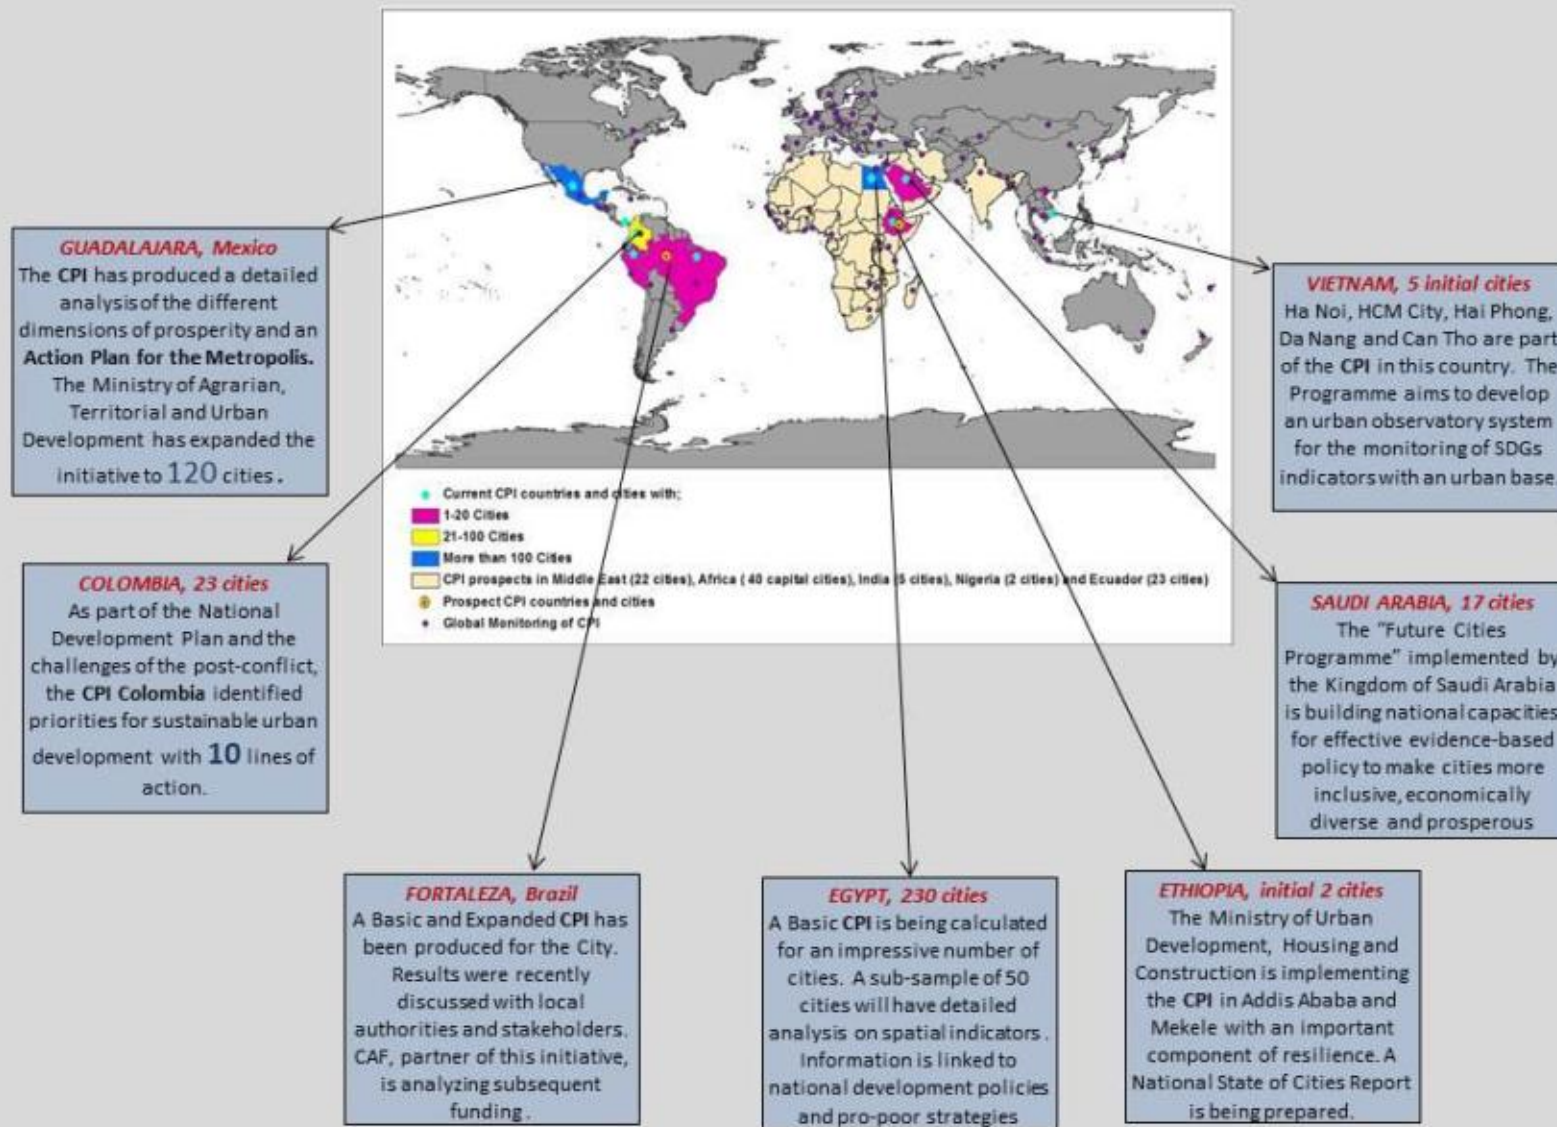 GUADALAJARA, Mexico
The CPI has produced a detailed
analysis of the different
dimensions of prosperity and an
Action Plan for the Metropolis.
The Ministry of Agrarian,
Territorial and Urban
Development has expanded the
initiative to 120 cities.
Current CPI countries and cities with;
1-20 Cities
21-100 Cities
More than 100 Cities
CPI prospects in Middle East (22 cities), Africa ( 40 capital cities), India (5 cities), Nigeria (2 cities) and Ecuador (23 cities)
Prospect CPI countries and cities
Global Monitoring of CPI
VIETNAM, 5 initial cities
Ha Noi, HCM City, Hai Phong,
Da Nang and Can Tho are part
of the CPI in this country. The
Programme aims to develop
an urban observatory system
for the monitoring of SDGs
indicators with an urban base.
COLOMBIA, 23 cities
As part of the National
Development Plan and the
challenges of the post-conflict,
the CPI Colombia identified
priorities for sustainable urban
development with 10 lines of
action.
SAUDI ARABIA, 17 cities
The "Future Cities
Programme" implemented by
the Kingdom of Saudi Arabia
is building national capacities
for effective evidence-based
policy to make cities more
inclusive, economically
diverse and prosperous
FORTALEZA, Brazil
A Basic and Expanded CPI has
been produced for the City.
Results were recently
discussed with local
authorities and stakeholders.
CAF, partner of this initiative,
is analyzing subsequent
funding.
EGYPT, 230 cities
A Basic CPI is being calculated
for an impressive number of
cities. A sub-sample of 50
cities will have detailed
analysis on spatial indicators.
Information is linked to
national development policies
and pro-poor strategies
ETHIOPIA, initial 2 cities
The Ministry of Urban
Development, Housing and
Construction is implementing
the CPI in Addis Ababa and
Mekele with an important
component of resilience. A
National State of Cities Report
is being prepared.